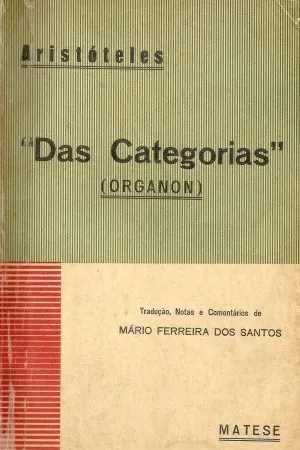 Aristóteles
"Das Categorias"
(ORGANON)
Tradução, Notas e Comentários de
MÁRIO FERREIRA DOS SANTOS
MATESE